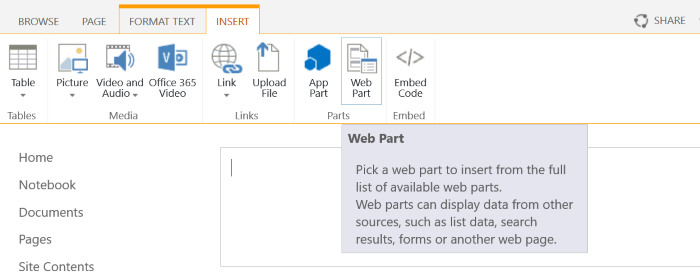 BROWSE PAGE FORMAT TEXT INSERT SHARE
Table Picture Video and Audio Office 365 Video Link Upload File App Part Web Part Embed Code
Tables Media Links Parts Embed
Web Part
Pick a web part to insert from the full
list of available web parts.
Web parts can display data from other
sources, such as list data, search
results, forms or another web page.
Home
Notebook
Documents
Pages
Site Contents